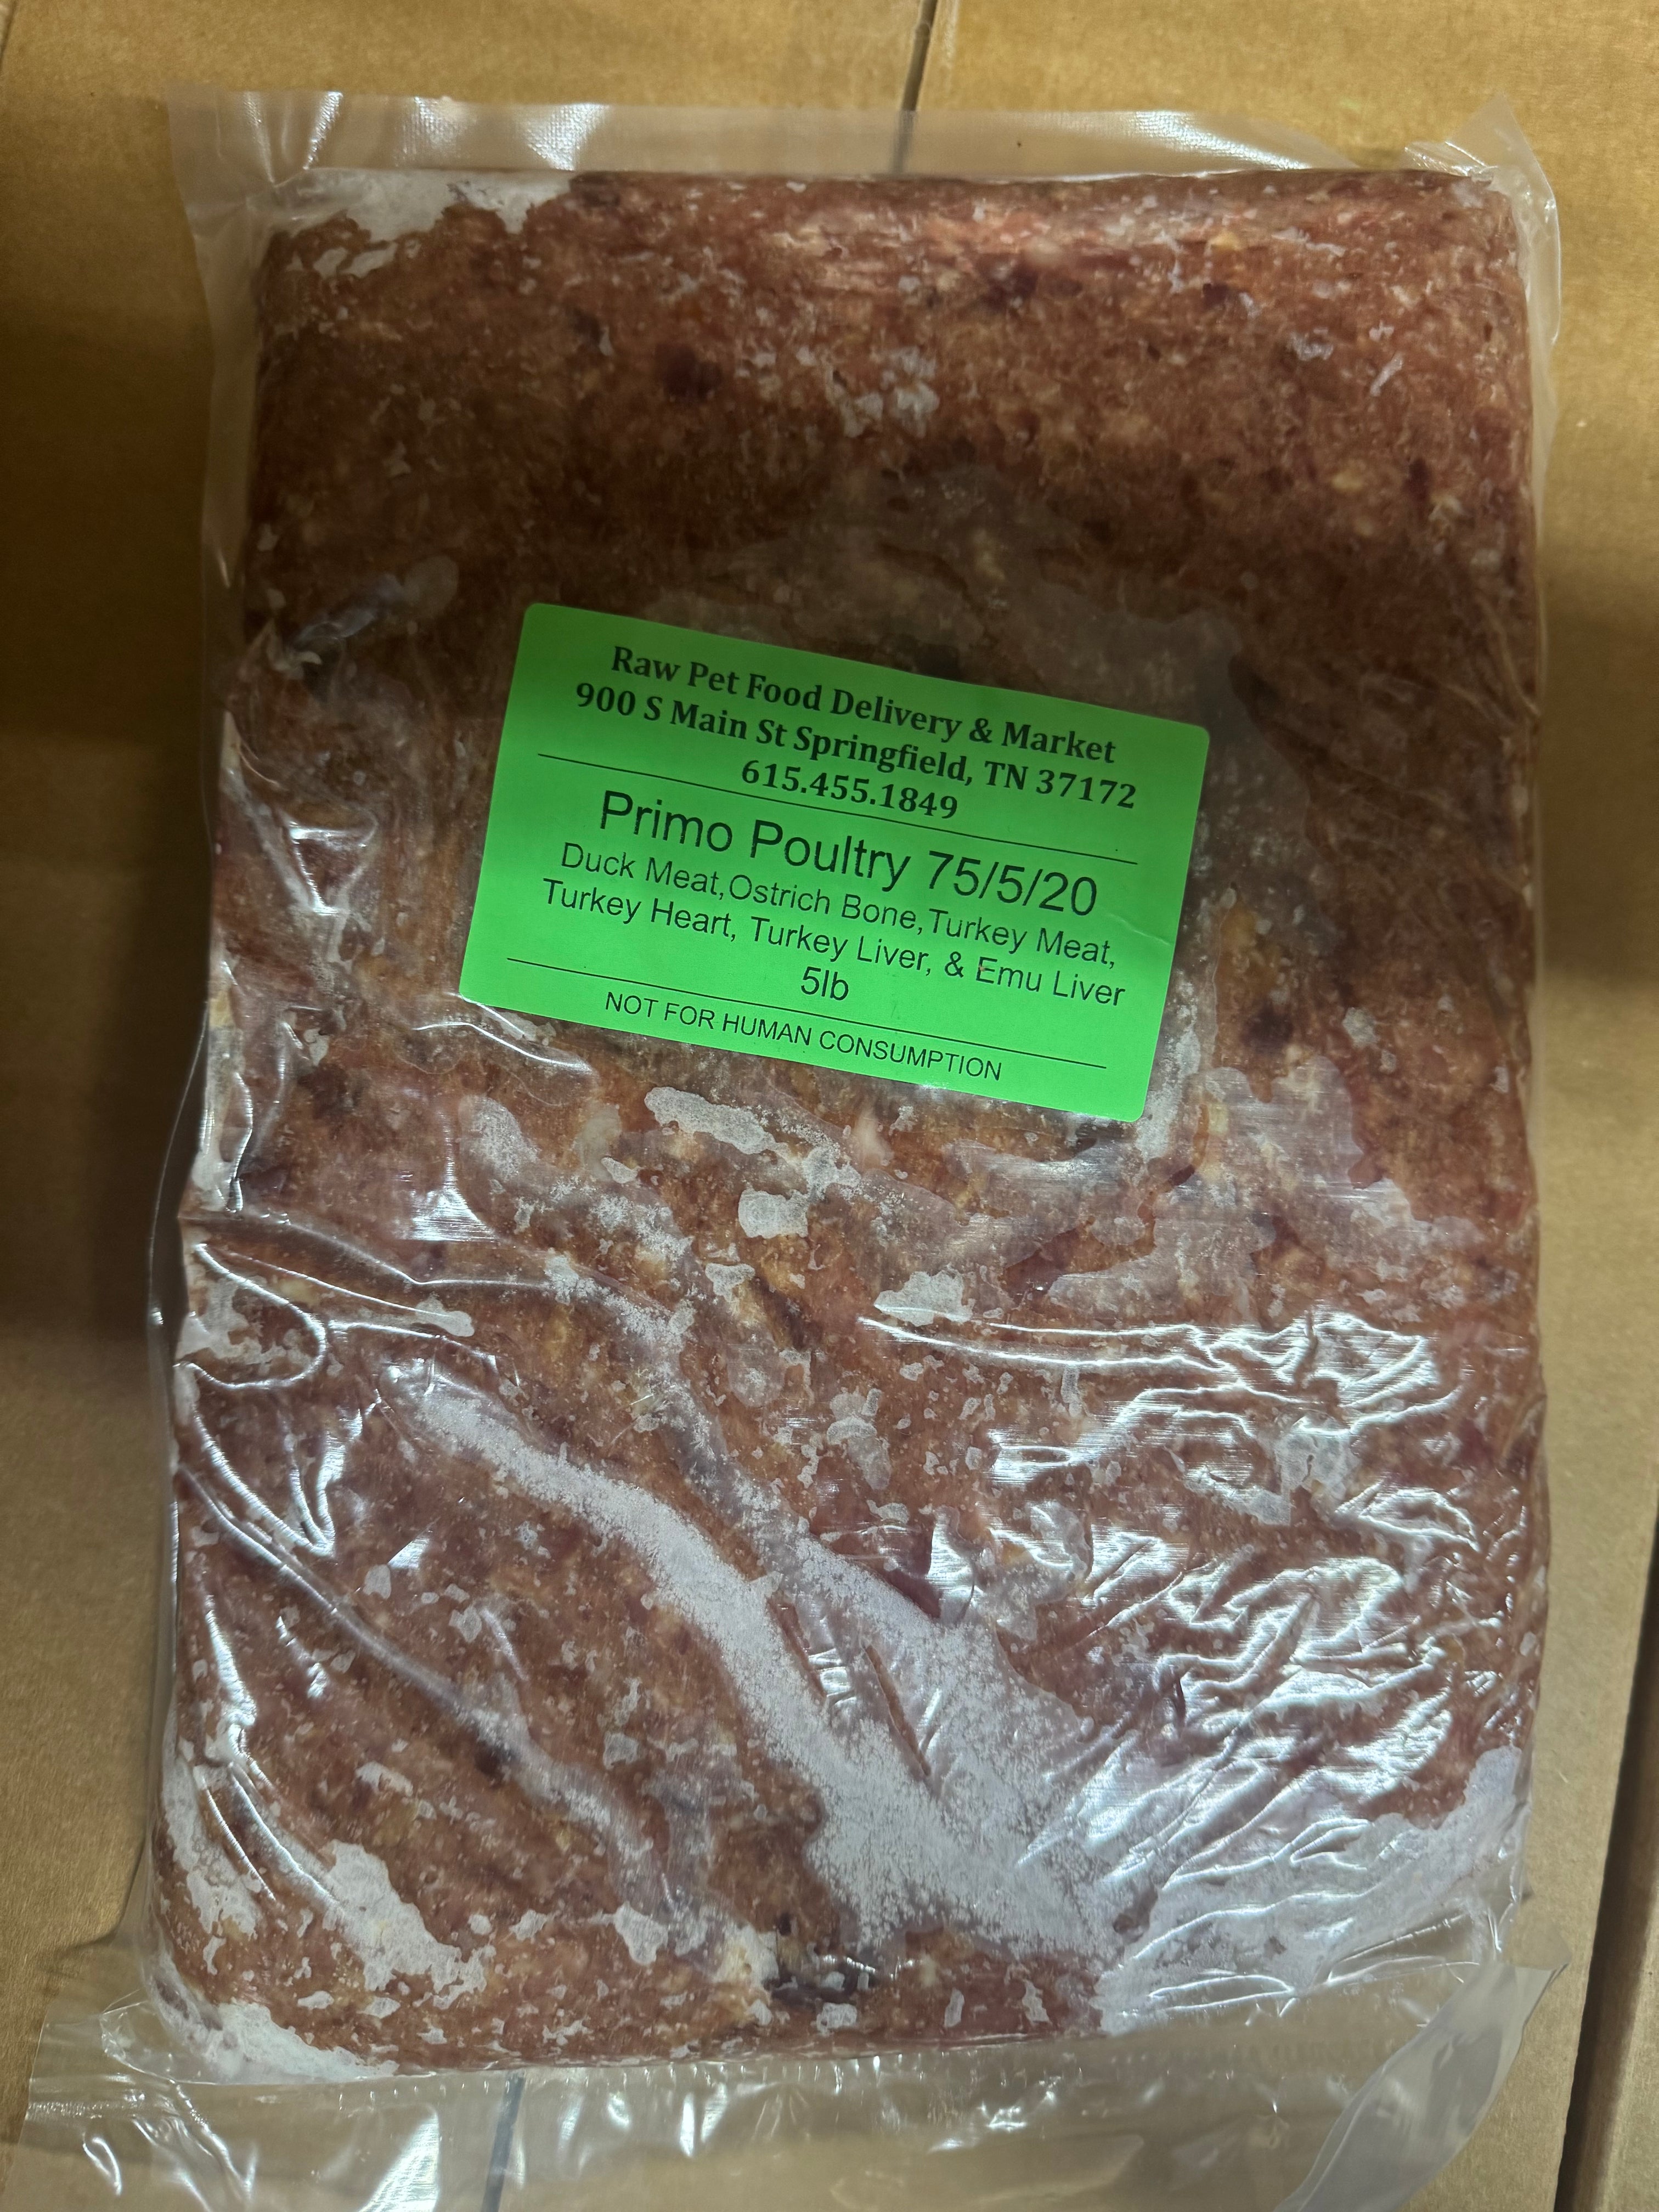 Raw Pet Food Delivery & Market
900 S Main St Springfield, TN 37172
615.455.1849
Primo Poultry 75/5/20
Duck Meat, Ostrich Bone, Turkey Meat,
Turkey Heart, Turkey Liver, & Emu Liver
5lb
NOT FOR HUMAN CONSUMPTION